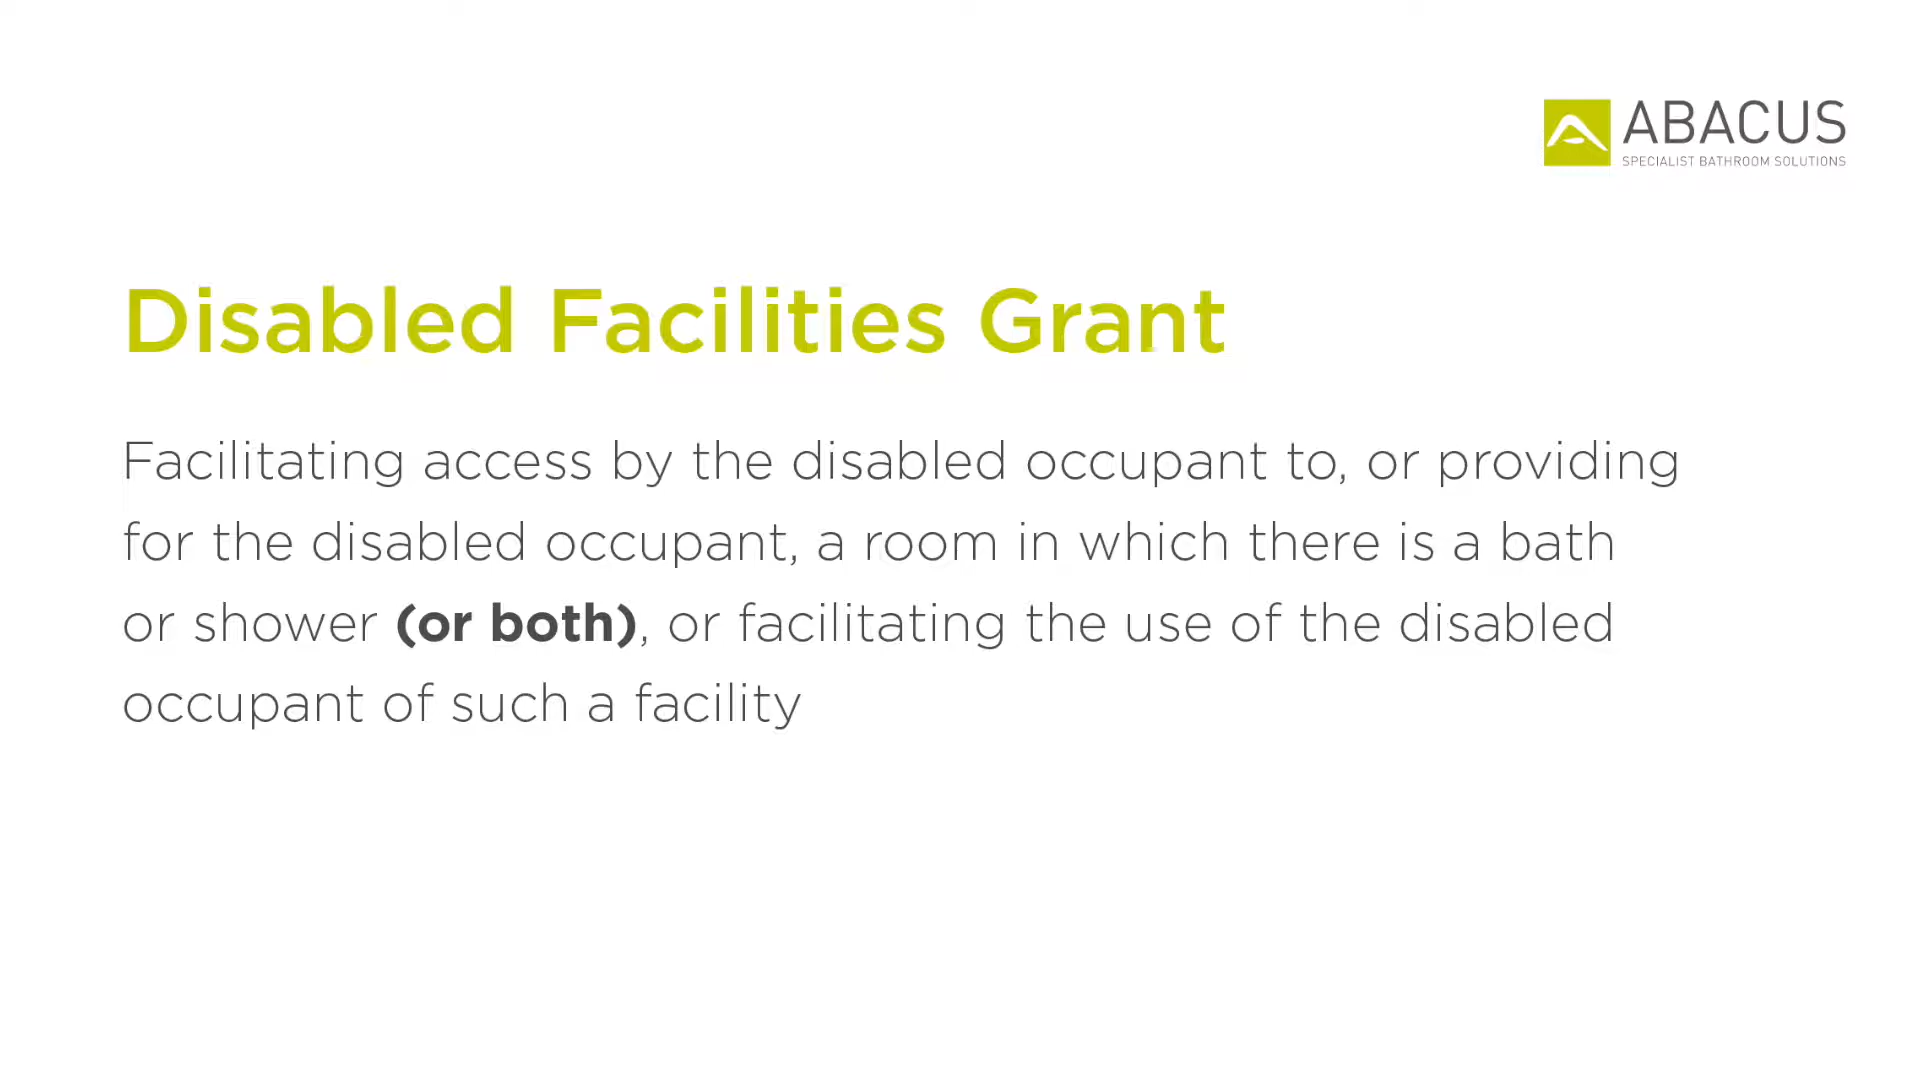 ABACUS
SPECIALIST BATHROOM SOLUTIONS
Disabled Facilities Grant
Facilitating access by the disabled occupant to, or providing
for the disabled occupant, a room in which there is a bath
or shower (or both), or facilitating the use of the disabled
occupant of such a facility